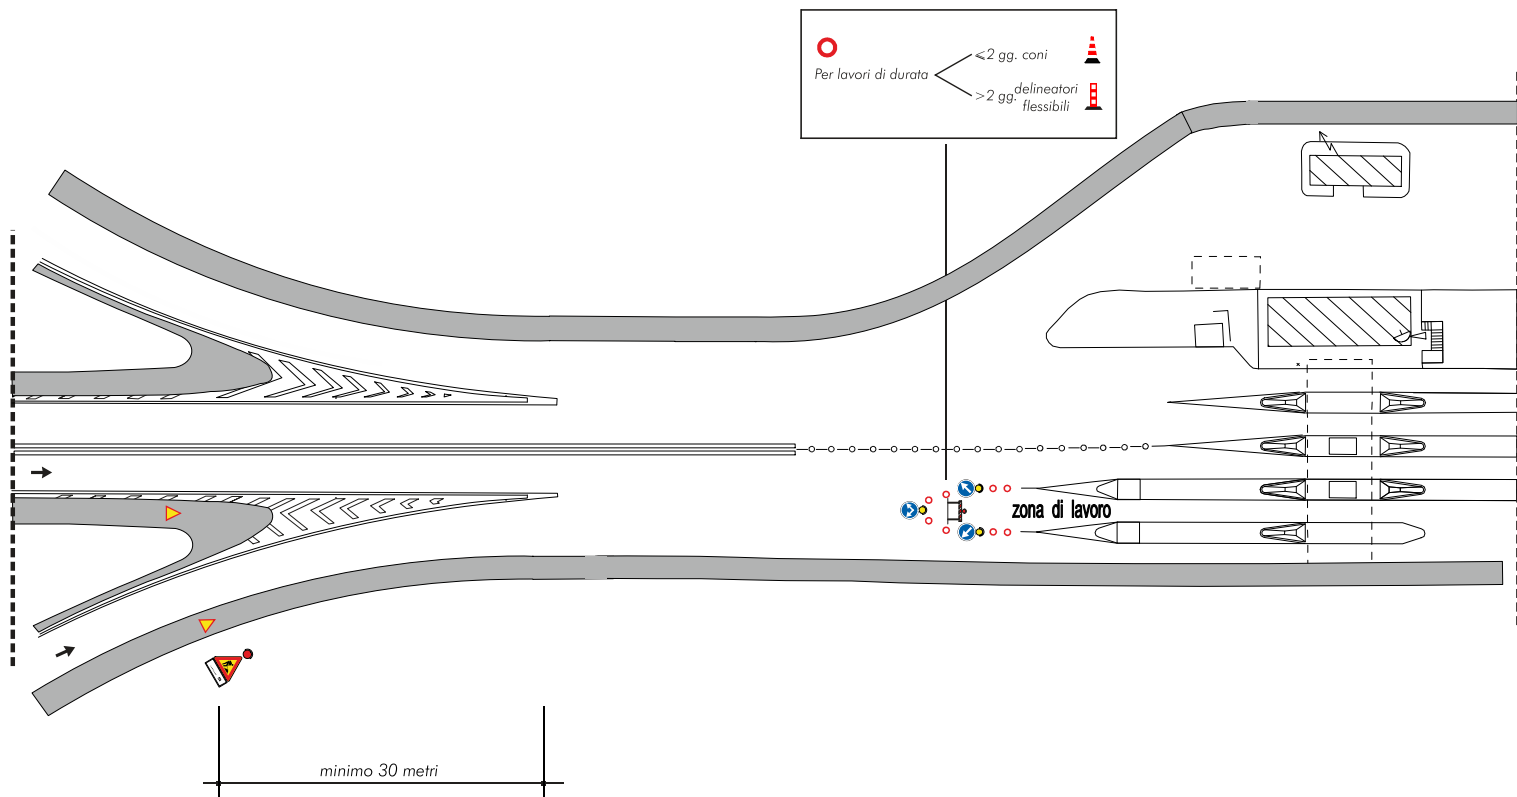 ⩽2 gg. coni
Per lavori di durata
>2 gg. delineatori
flessibili
zona di lavoro
minimo 30 metri